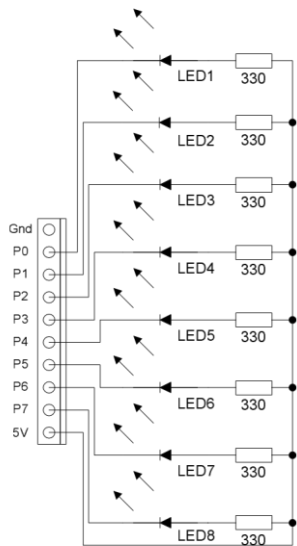 LED1 330
LED2 330
LED3 330
Gnd
P0
LED4 330
P1
P2
P3
LED5 330
P4
P5
P6
LED6 330
P7
5V
LED7 330
LED8 330